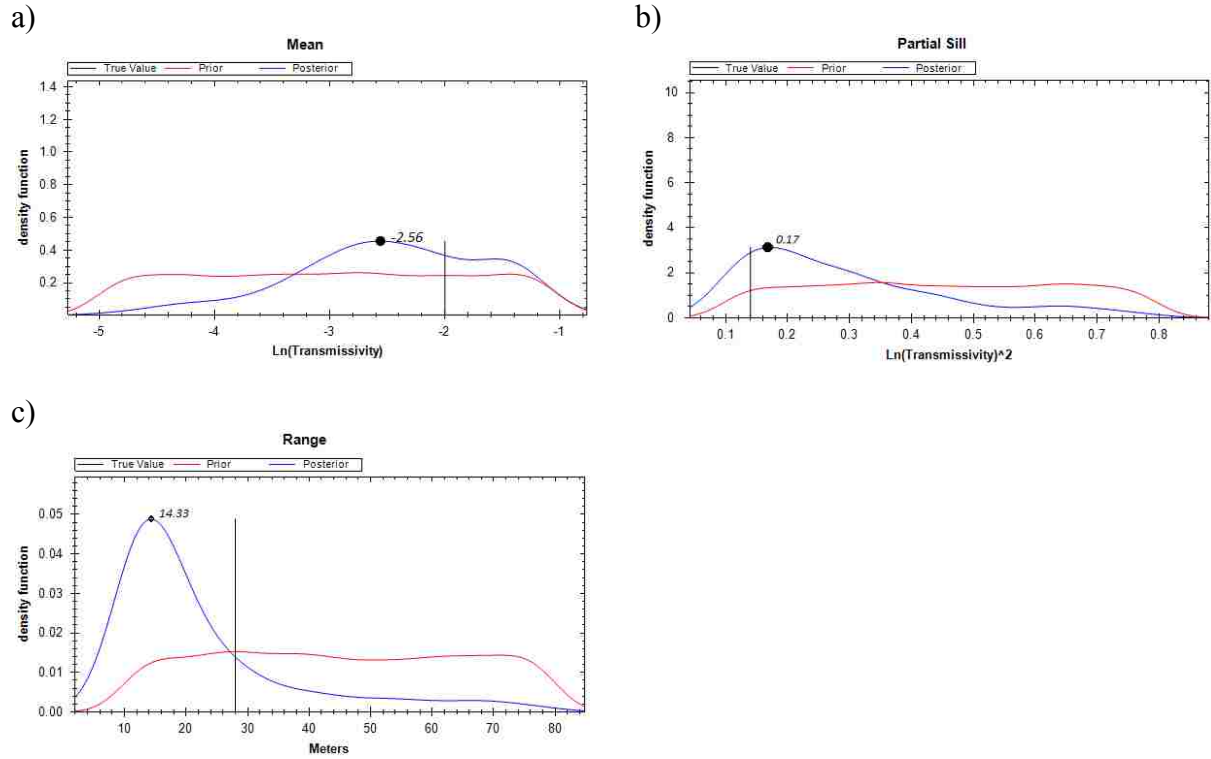 a)
Mean
True Value Prior Posterior
density function
1.4
1.2
1.0
0.8
0.6
0.4
0.2
-2.56
-5 -4 -3 -2 -1
Ln(Transmissivity)
b)
Partial Sill
True Value Prior Posterior
density function
10
8
6
4
2
0
0.17
0.1 0.2 0.3 0.4 0.5 0.6 0.7 0.8
Ln(Transmissivity)^2
c)
Range
True Value Prior Posterior
density function
0.05
0.04
0.03
0.02
0.01
0.00
14.33
10 20 30 40 50 60 70 80
Meters